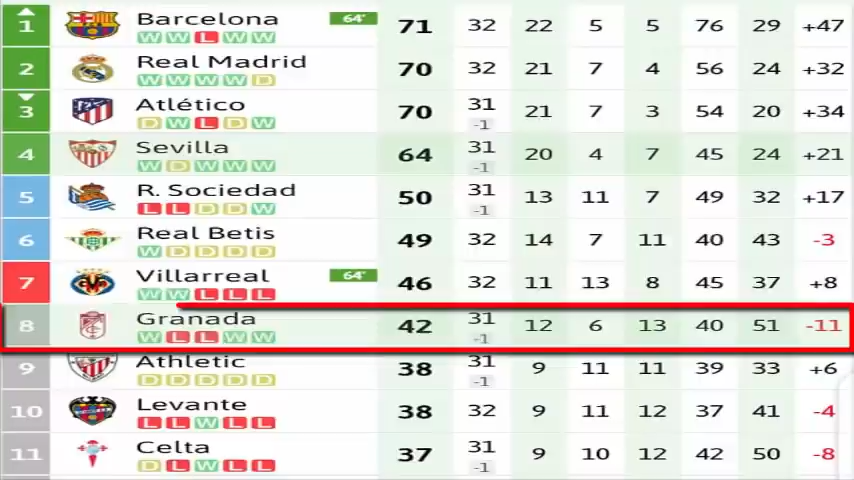 1 Barcelona 64' 71 32 22 5 5 76 29 +47
W W L W W
2 Real Madrid 70 32 21 7 4 56 24 +32
W W W W D
3 Atlético 70 31 21 7 3 54 20 +34
D W L D W -1
4 Sevilla 64 31 20 4 7 45 24 +21
W D W W W -1
5 R. Sociedad 50 31 13 11 7 49 32 +17
L L D D W -1
6 Real Betis 49 32 14 7 11 40 43 -3
W D D D D
7 Villarreal 64' 46 32 11 13 8 45 37 +8
W W L L L
8 Granada 42 31 12 6 13 40 51 -11
W L L W W -1
9 Athletic 38 31 9 11 11 39 33 +6
D D D D D -1
10 Levante 38 32 9 11 12 37 41 -4
L L W L L
11 Celta 37 31 9 10 12 42 50 -8
D L W L L -1